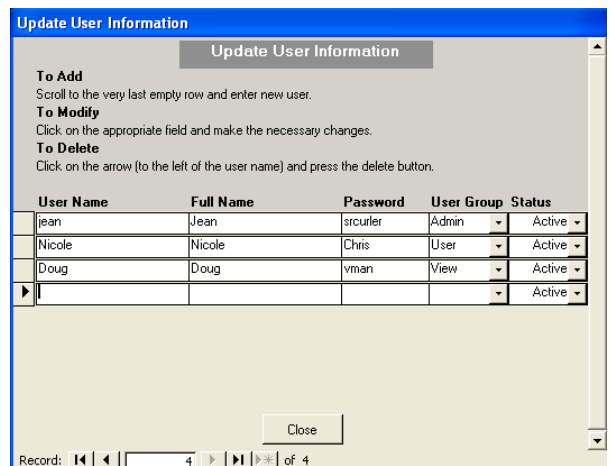 Update User Information
Update User Information
To Add
Scroll to the very last empty row and enter new user.
To Modify
Click on the appropriate field and make the necessary changes.
To Delete
Click on the arrow (to the left of the user name) and press the delete button.
User Name Full Name Password User Group Status
jean Jean srcurler Admin Active
Nicole Nicole Chris User Active
Doug Doug vman View Active
Active
Close
Record: 4 of 4